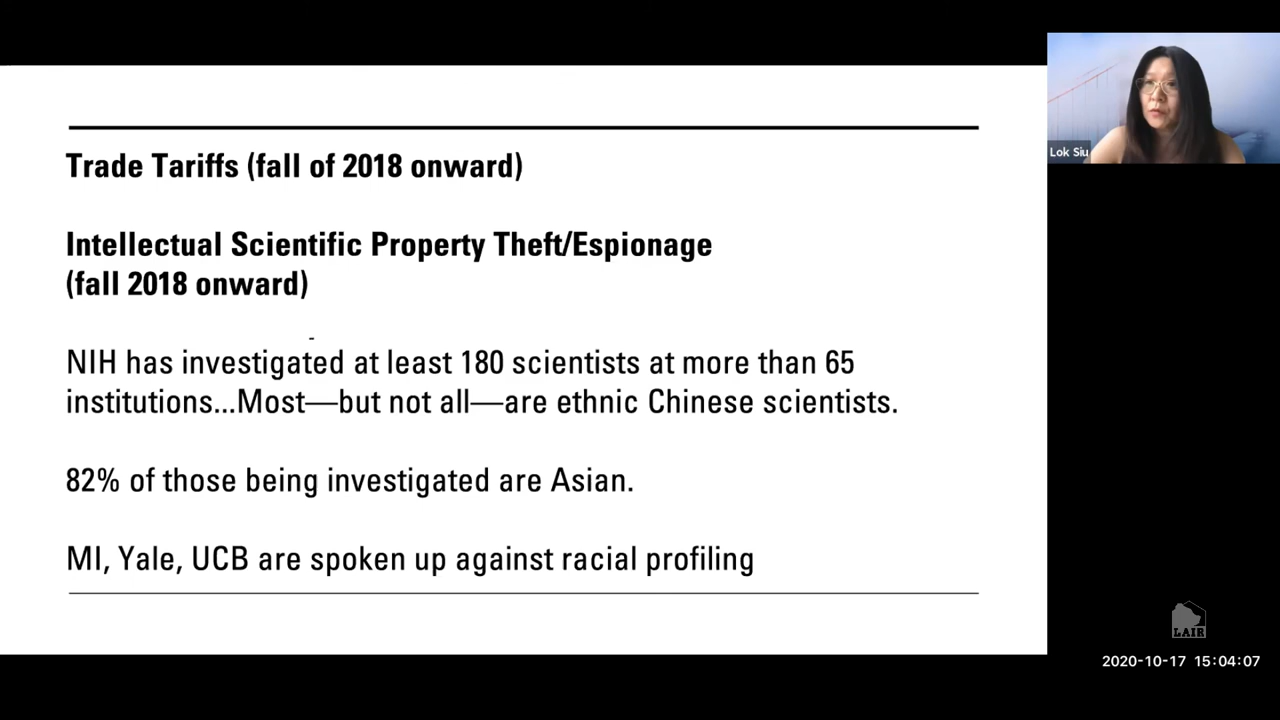 Trade Tariffs (fall of 2018 onward)
Intellectual Scientific Property Theft/Espionage
(fall 2018 onward)
-
NIH has investigated at least 180 scientists at more than 65
institutions...Most—but not all—are ethnic Chinese scientists.
82% of those being investigated are Asian.
MI, Yale, UCB are spoken up against racial profiling
Lok Siu
LAIR
2020-10-17 15:04:07